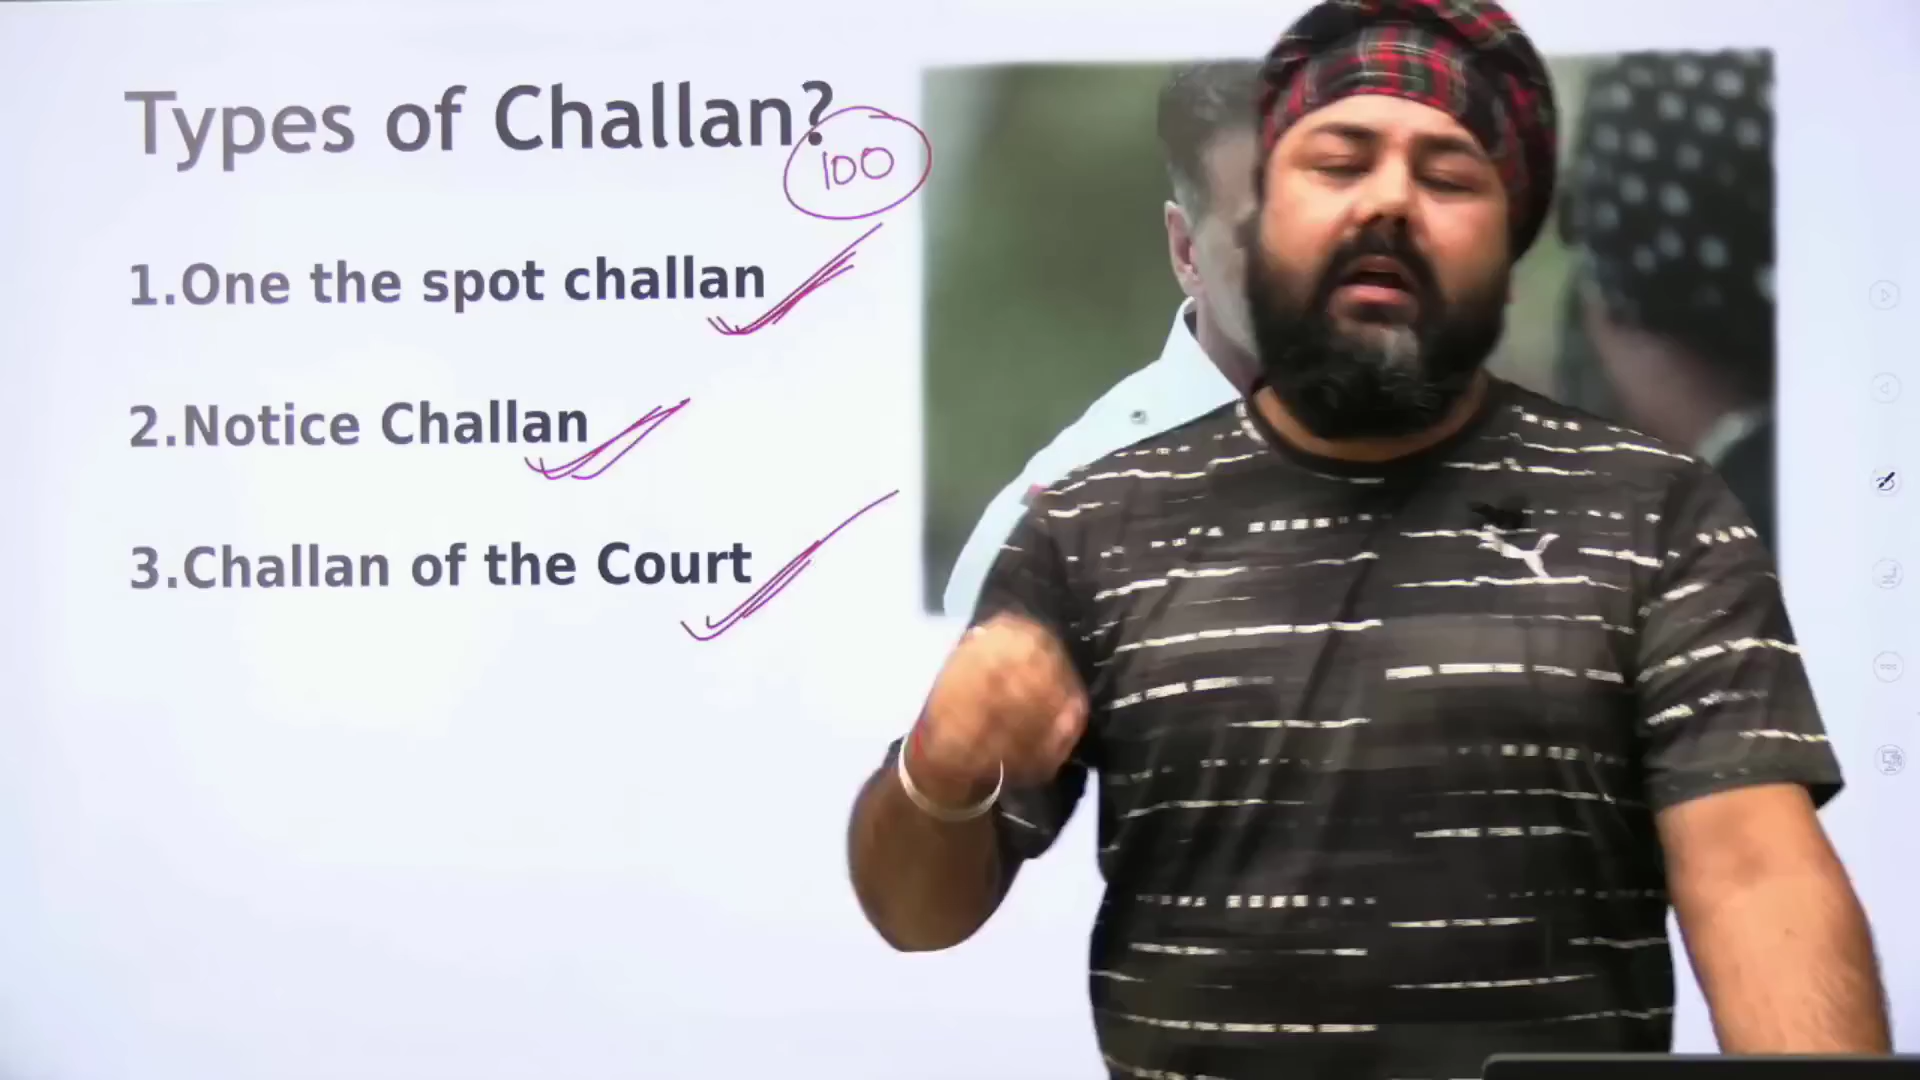 Types of Challan?
100
1.One the spot challan
2.Notice Challan
3.Challan of the Court